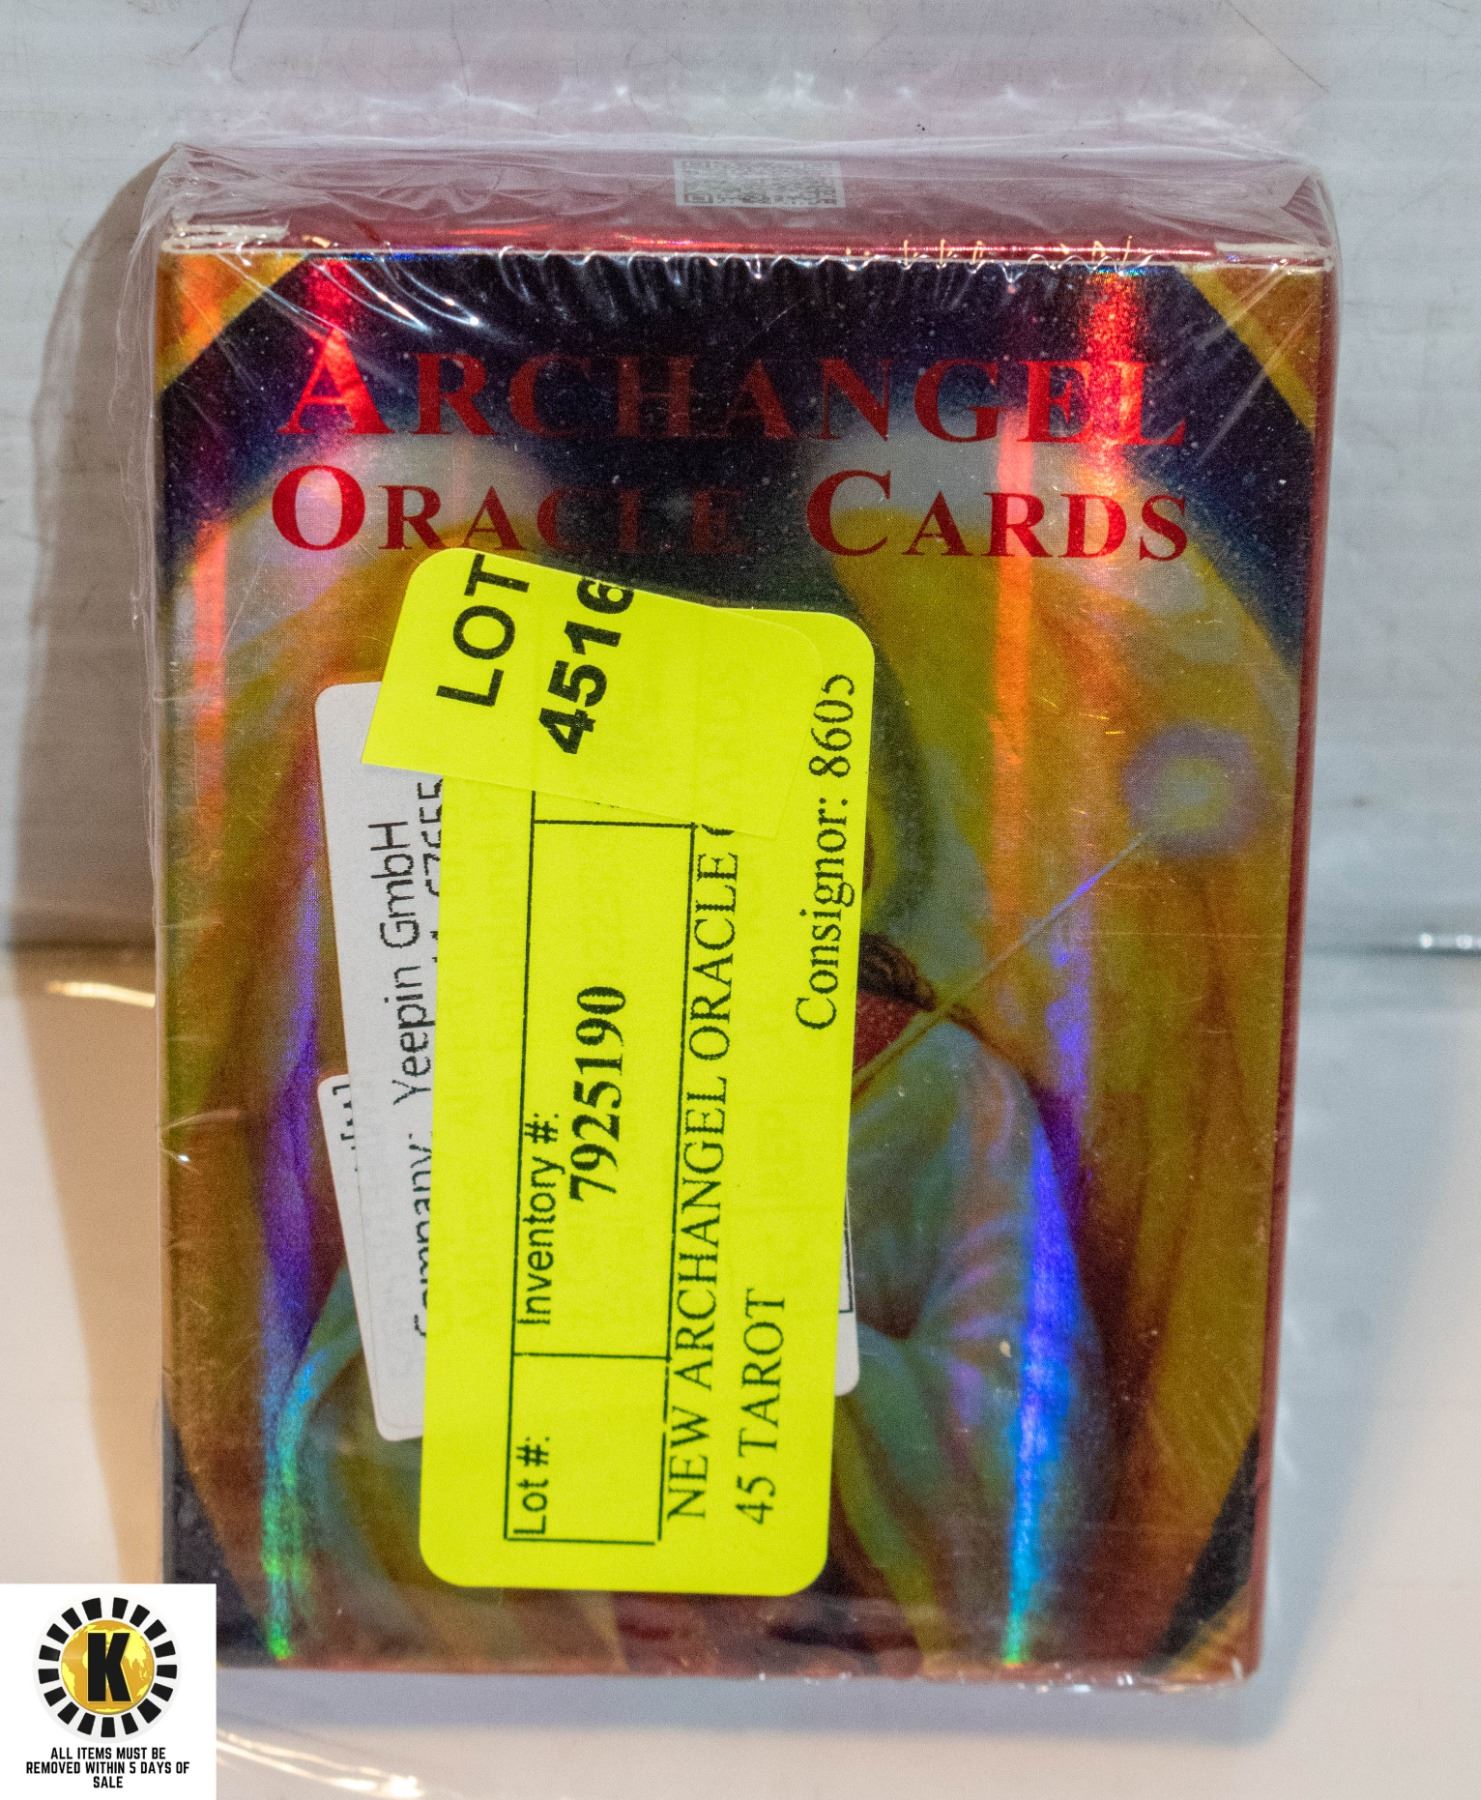 ARCHANGEL
ORACLE CARDS
LOT
4516
Company: Yeepin GmbH
Lot #:
Inventory #:
7925190
NEW ARCHANGEL ORACLE
45 TAROT
Consignor: 8605
K
ALL ITEMS MUST BE
REMOVED WITHIN 5 DAYS OF
SALE